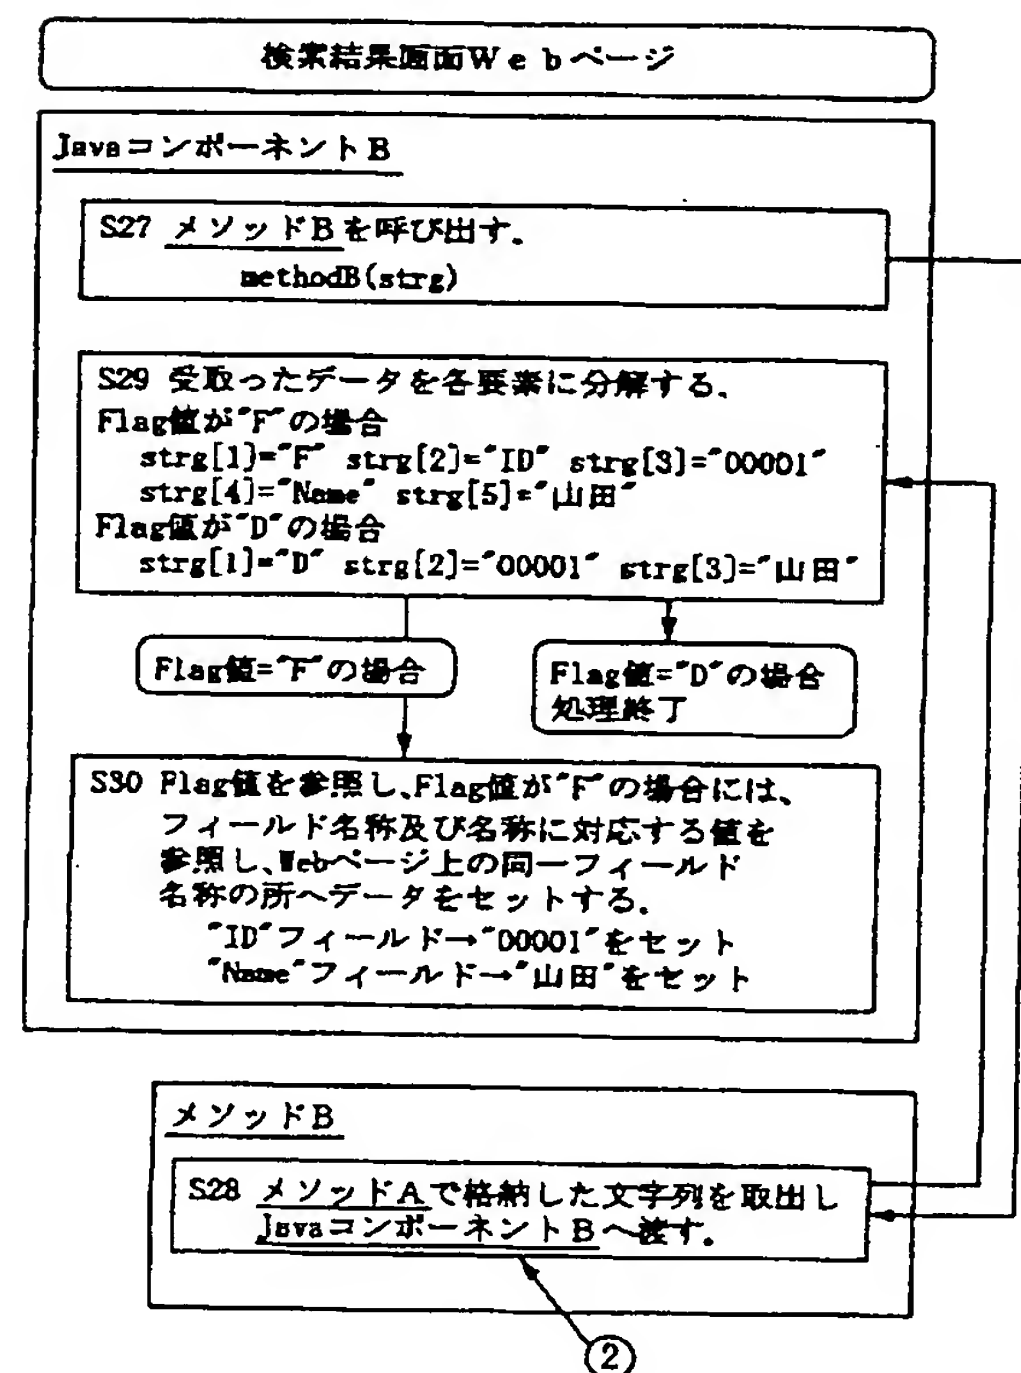 検索結果画面Ｗｅｂページ
JavaコンポーネントB
S27 メソッドBを呼び出す.
methodB(strg)
S29 受取ったデータを各要素に分解する.
Flag値が"F"の場合
strg[1]="F" strg[2]="ID" strg[3]="00001"
strg[4]="Name" strg[5]="山田"
Flag値が"D"の場合
strg[1]="D" strg[2]="00001" strg[3]="山田"
Flag値="F"の場合
Flag値="D"の場合
処理終了
S30 Flag値を参照し、Flag値が"F"の場合には、
フィールド名称及び名称に対応する値を
参照し、Webページ上の同一フィールド
名称の所へデータをセットする.
"ID"フィールド→"00001"をセット
"Name"フィールド→"山田"をセット
メソッドB
S28 メソッドAで格納した文字列を取出し
JavaコンポーネントBへ渡す.
②